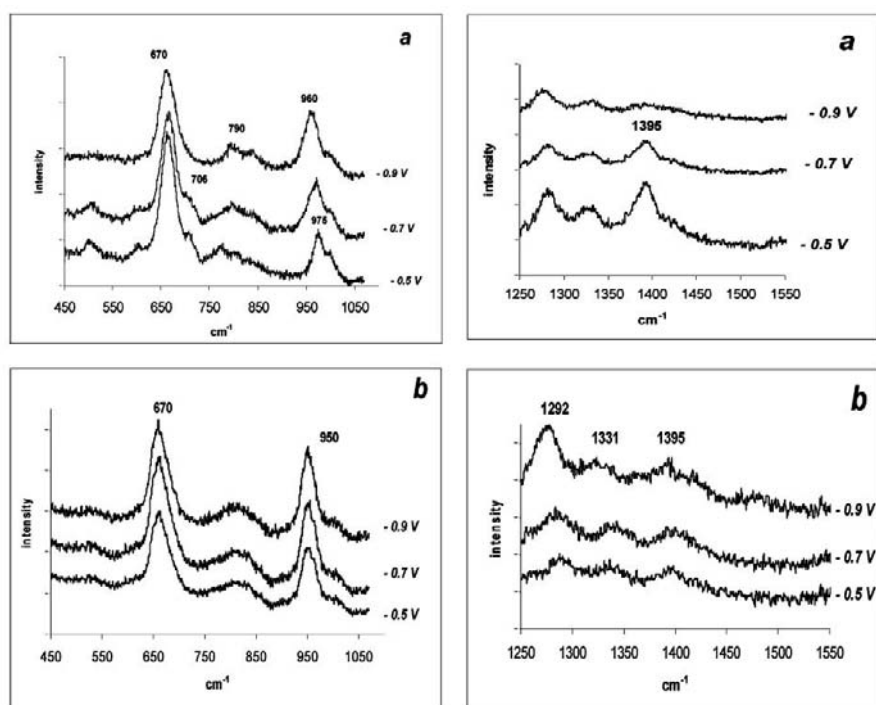 a
670
960
790
706
975
- 0.9 V
- 0.7 V
- 0.5 V
intensity
450 550 650 750 850 950 1050
cm-1
a
1395
- 0.9 V
- 0.7 V
- 0.5 V
intensity
1250 1300 1350 1400 1450 1500 1550
cm-1
b
670
950
- 0.9 V
- 0.7 V
- 0.5 V
intensity
450 550 650 750 850 950 1050
cm-1
b
1292
1331
1395
- 0.9 V
- 0.7 V
- 0.5 V
intensity
1250 1300 1350 1400 1450 1500 1550
cm-1